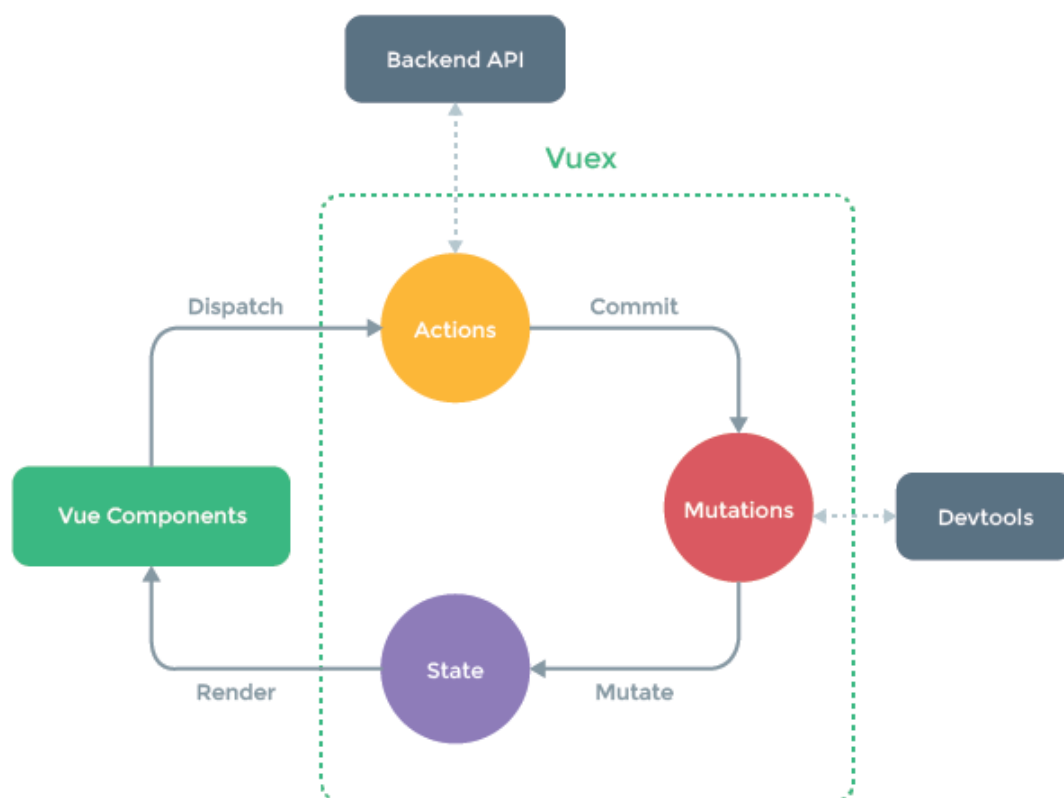 Backend API
Vuex
Dispatch
Commit
Actions
Vue Components
Mutations
Devtools
State
Render
Mutate